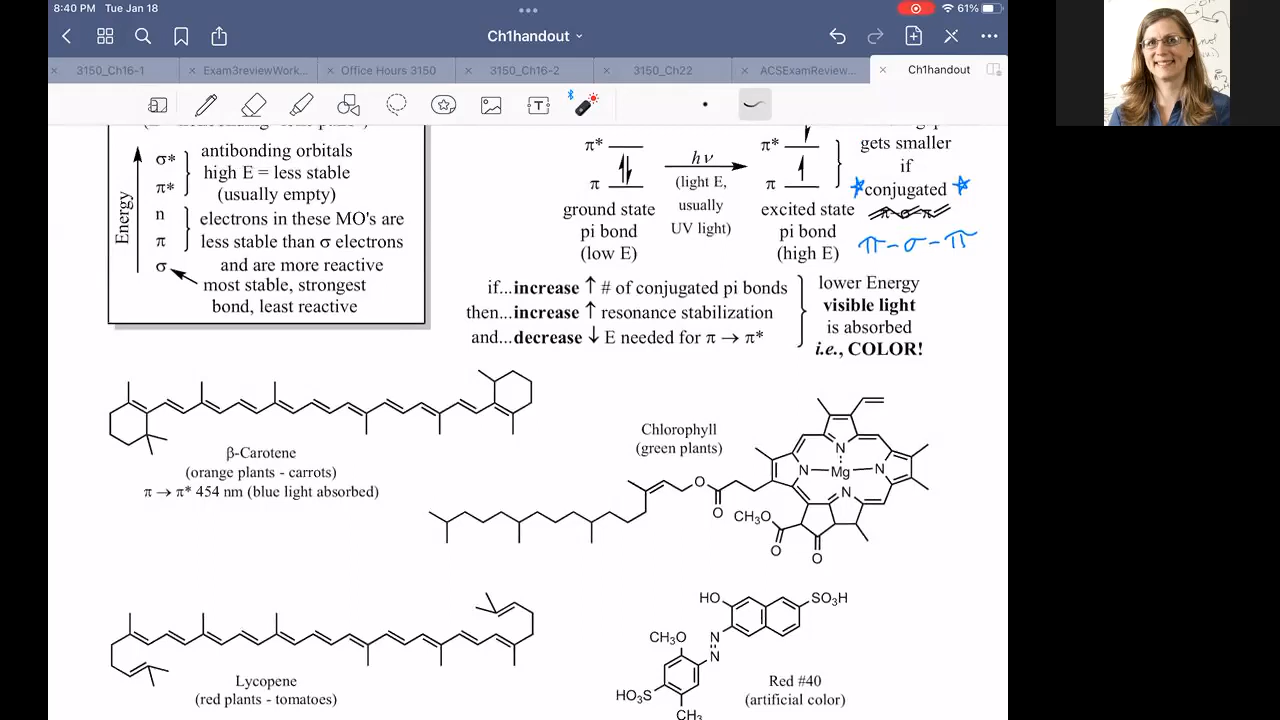 8:40 PM Tue Jan 18
61%
Ch1handout
3150_Ch16-1
Exam3reviewWork...
Office Hours 3150
3150_Ch16-2
3150_Ch22
ACSExamReview...
Ch1handout
Energy
σ*
π*
n
π
σ
antibonding orbitals
high E = less stable
(usually empty)
electrons in these MO's are
less stable than σ electrons
and are more reactive
most stable, strongest
bond, least reactive
π*
π
ground state
pi bond
(low E)
hν
(light E,
usually
UV light)
π*
π
excited state
pi bond
(high E)
gets smaller
if
conjugated
π-σ-π
π-σ-π
if...increase ↑ # of conjugated pi bonds
then...increase ↑ resonance stabilization
and...decrease ↓ E needed for π → π*
lower Energy
visible light
is absorbed
i.e., COLOR!
β-Carotene
(orange plants - carrots)
π → π* 454 nm (blue light absorbed)
Chlorophyll
(green plants)
N
N
Mg
N
N
O
O
CH₃O
O
O
Lycopene
(red plants - tomatoes)
HO
SO₃H
CH₃O
N
N
HO₃S
CH₃
Red #40
(artificial color)